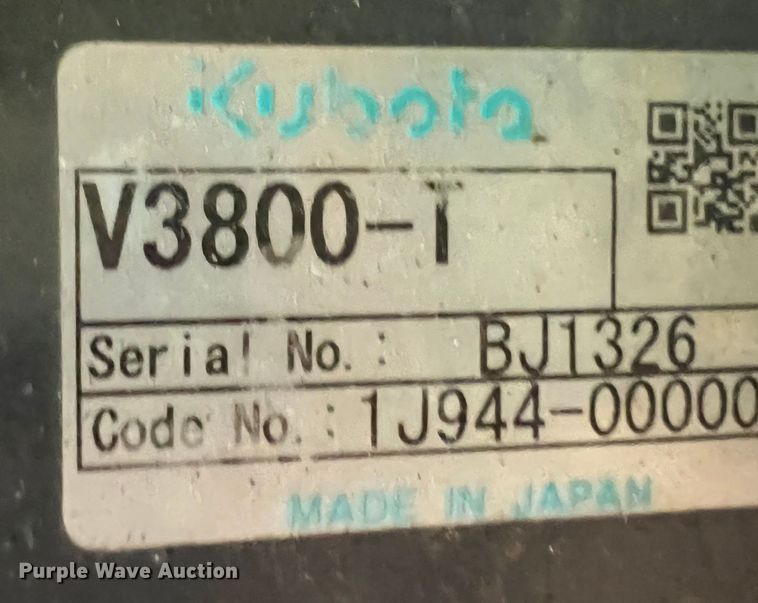 Kubota
V3800-T
Serial No.: BJ1326
Code No.: 1J944-00000
MADE IN JAPAN
Purple Wave Auction